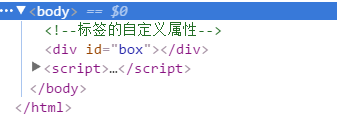 ... ▼ <body> == $0
<!--标签的自定义属性-->
<div id="box"></div>
▶ <script>…</script>
</body>
</html>